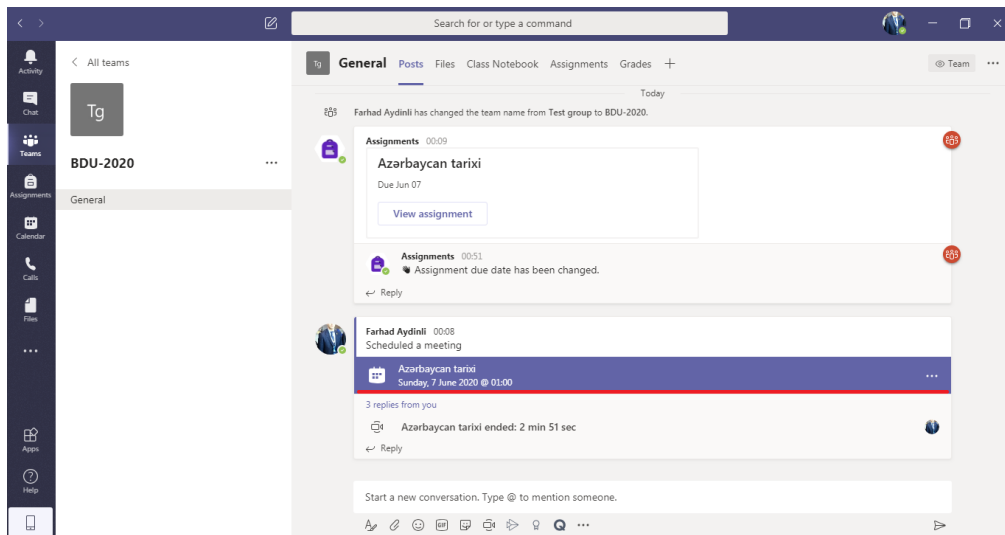 Search for or type a command
Activity
Chat
Teams
Assignments
Calendar
Calls
Files
Apps
Help
All teams
Tg
BDU-2020
General
Tg General Posts Files Class Notebook Assignments Grades
Team
Today
Farhad Aydinli has changed the team name from Test group to BDU-2020.
Assignments 00:09
Azərbaycan tarixi
Due Jun 07
View assignment
Assignments 00:51
Assignment due date has been changed.
Reply
Farhad Aydinli 00:08
Scheduled a meeting
Azərbaycan tarixi
Sunday, 7 June 2020 @ 01:00
3 replies from you
Azərbaycan tarixi ended: 2 min 51 sec
Reply
Start a new conversation. Type @ to mention someone.
GIF